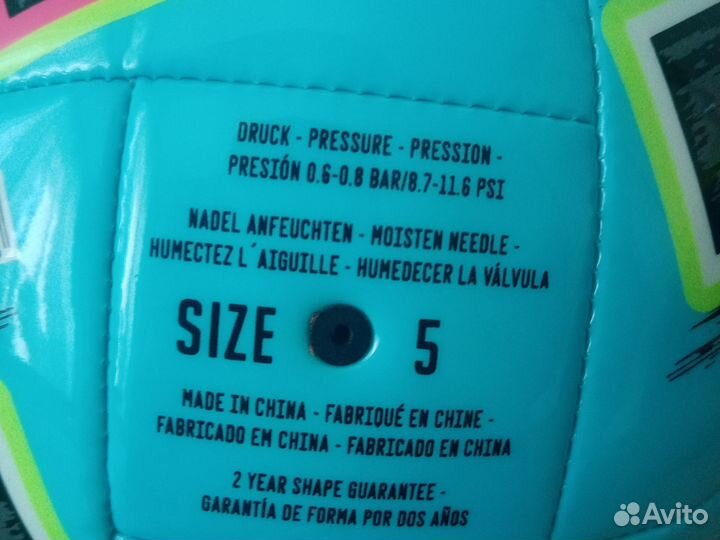 DRUCK - PRESSURE - PRESSION -
PRESIÓN 0.6-0.8 BAR/8.7-11.6 PSI
NADEL ANFEUCHTEN - MOISTEN NEEDLE -
HUMECTEZ L´AIGUILLE - HUMEDECER LA VÁLVULA
SIZE 5
MADE IN CHINA - FABRIQUÉ EN CHINE -
FABRICADO EM CHINA - FABRICADO EN CHINA
2 YEAR SHAPE GUARANTEE -
GARANTÍA DE FORMA POR DOS AÑOS
Avito